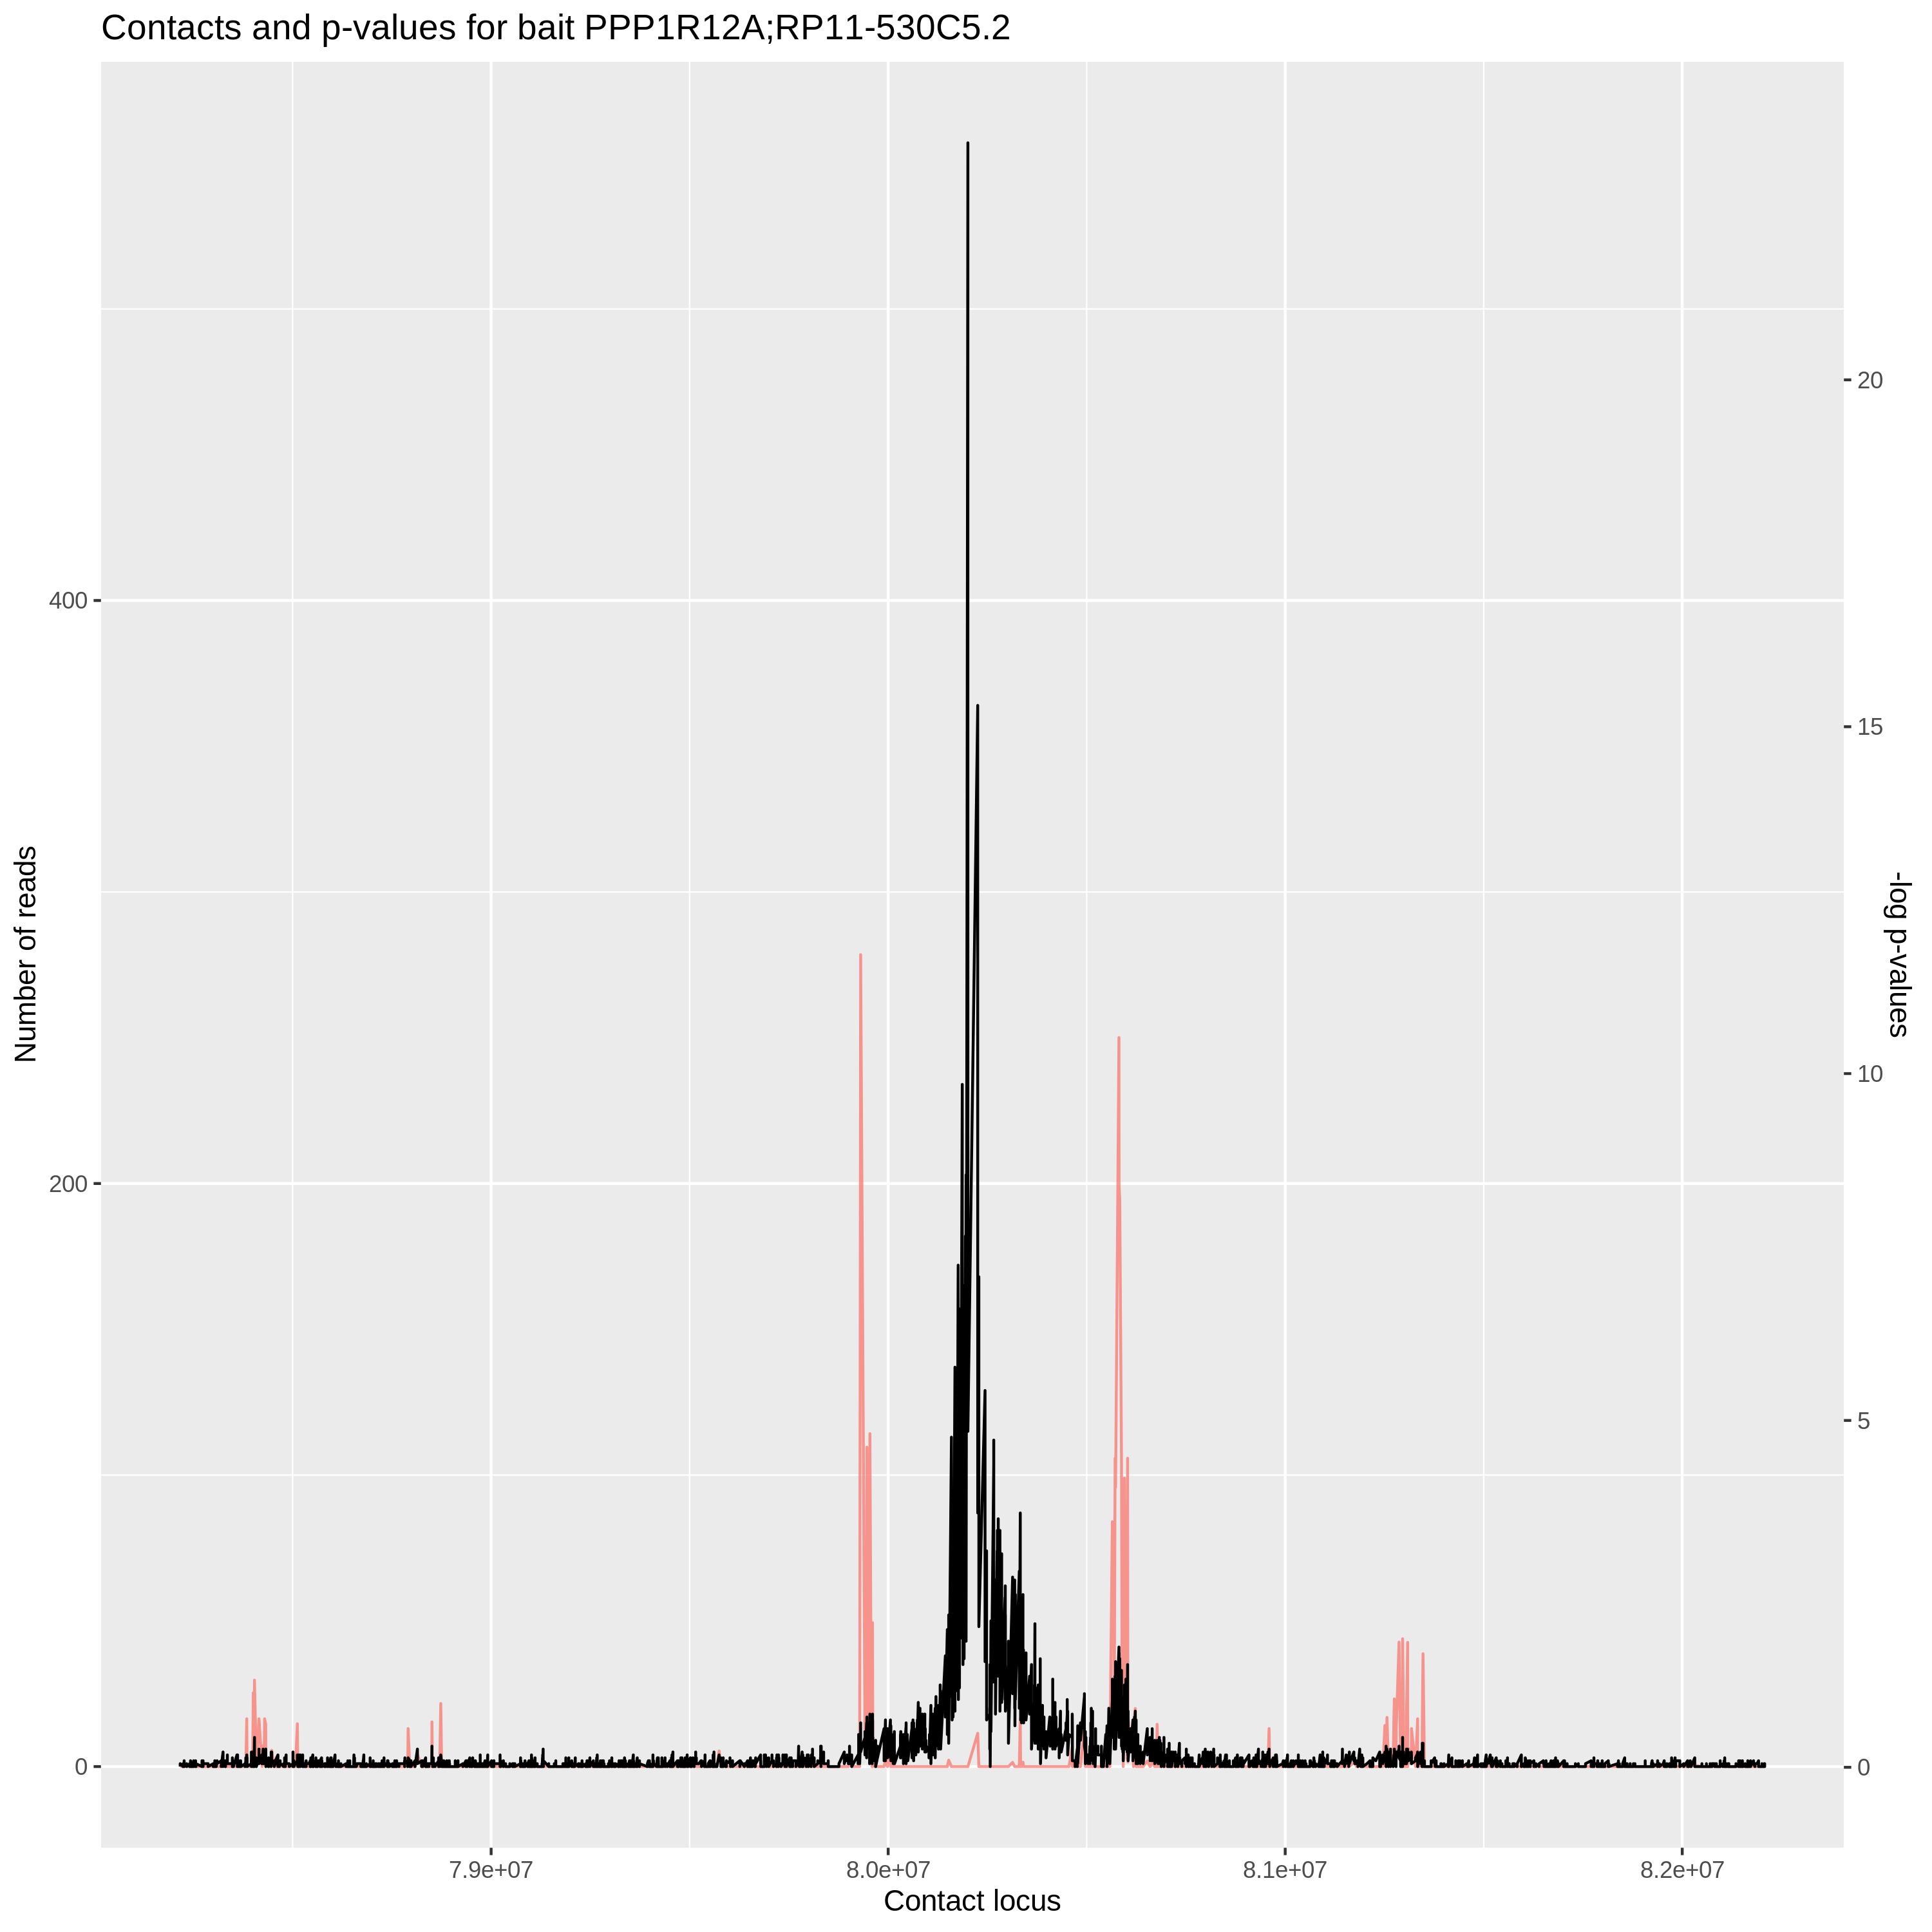 Contacts and p-values for bait PPP1R12A;RP11-530C5.2
Number of reads
400
200
0
20
15
10
5
0
-log p-values
7.9e+07
8.0e+07
8.1e+07
8.2e+07
Contact locus